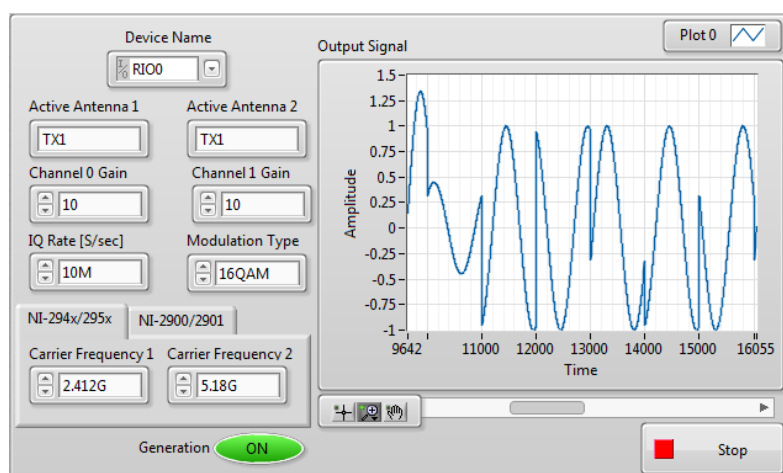 Device Name
I/O RIO0
Active Antenna 1
Active Antenna 2
TX1
TX1
Channel 0 Gain
Channel 1 Gain
10
10
IQ Rate [S/sec]
Modulation Type
10M
16QAM
NI-294x/295x
NI-2900/2901
Carrier Frequency 1
Carrier Frequency 2
2.412G
5.18G
Generation
ON
Output Signal
Plot 0
Amplitude
1.5
1.25
1
0.75
0.5
0.25
0
-0.25
-0.5
-0.75
-1
9642 11000 12000 13000 14000 15000 16055
Time
Stop